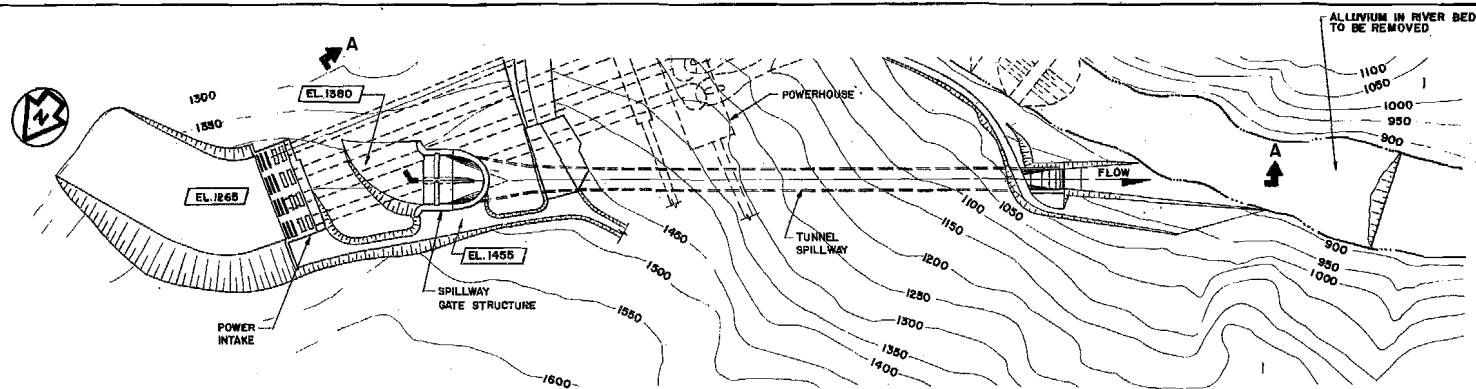 ALLUVIUM IN RIVER BED
TO BE REMOVED
A
1300
1350
EL.1380
N
EL.1265
POWERHOUSE
1100
1050
1000
950
900
A
FLOW
1050
1100
1150
1200
1250
1300
1350
1400
1450
1500
1550
1600
EL.1455
TUNNEL
SPILLWAY
SPILLWAY
GATE STRUCTURE
POWER
INTAKE
900
950
1000